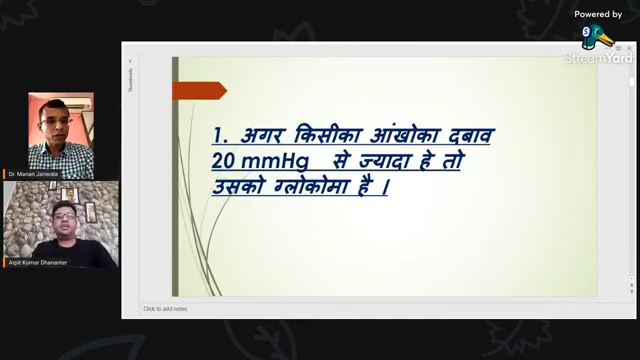 Powered by
StreamYard
Thumbnails
1. अगर किसीका आंखोका दबाव
20 mmHg से ज्यादा हे तो
उसको ग्लोकोमा है ।
Dr. Manan Jariwala
Arpit Kumar Dhananter
Click to add notes